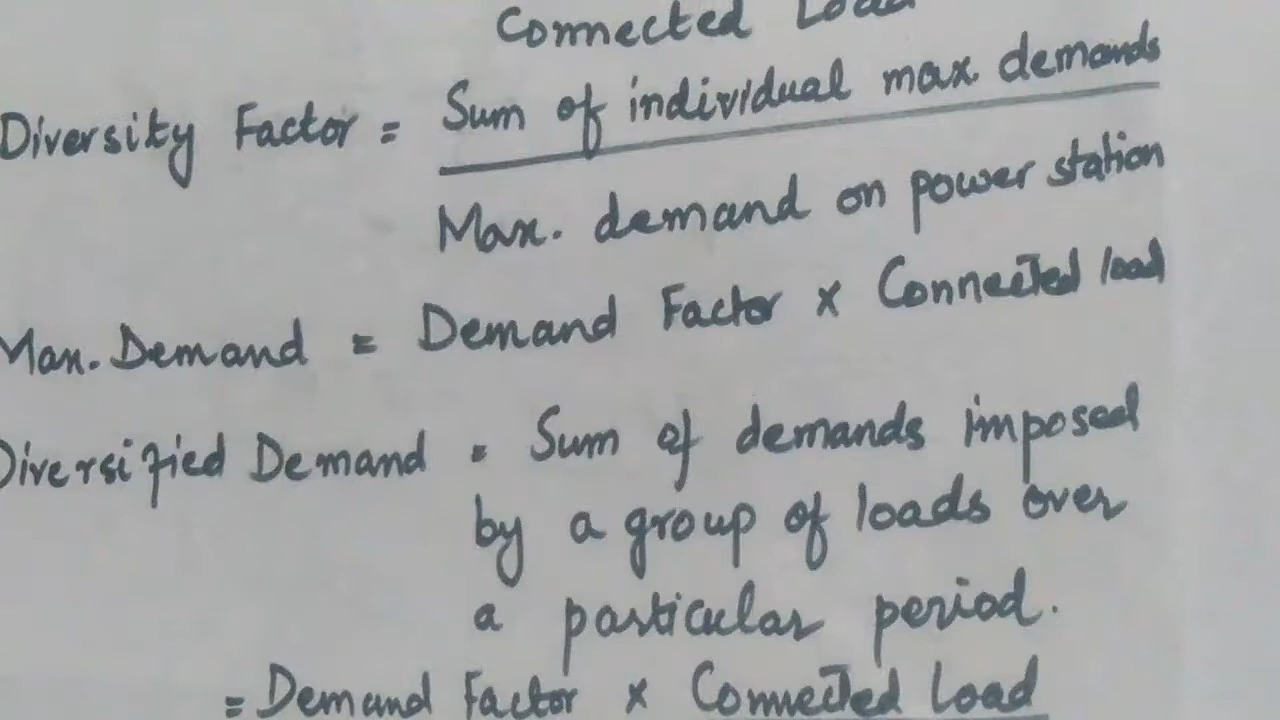 Connected Load
Diversity Factor = Sum of individual max. demands
Max. demand on power station
Max. Demand = Demand Factor × Connected load
Diversified Demand = Sum of demands imposed
by a group of loads over
a particular period.
= Demand Factor × Connected Load